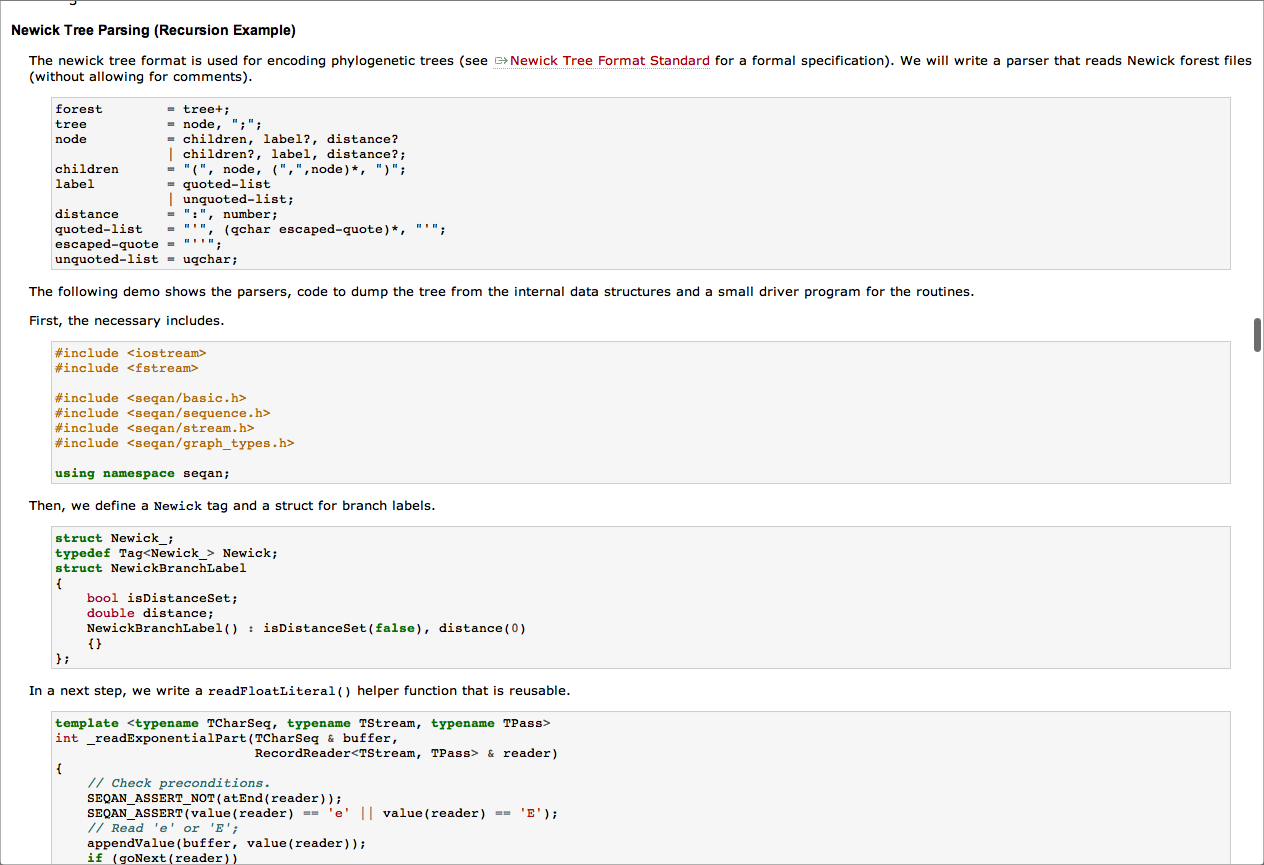 Newick Tree Parsing (Recursion Example)
The newick tree format is used for encoding phylogenetic trees (see Newick Tree Format Standard for a formal specification). We will write a parser that reads Newick forest files
(without allowing for comments).
forest        = tree+;
tree          = node, ";";
node          = children, label?, distance?
              | children?, label, distance?;
children      = "(", node, (",",node)*, ")";
label         = quoted-list
              | unquoted-list;
distance      = ":", number;
quoted-list   = "'", (qchar escaped-quote)*, "'";
escaped-quote = "''";
unquoted-list = uqchar;
The following demo shows the parsers, code to dump the tree from the internal data structures and a small driver program for the routines.
First, the necessary includes.
#include <iostream>
#include <fstream>
#include <seqan/basic.h>
#include <seqan/sequence.h>
#include <seqan/stream.h>
#include <seqan/graph_types.h>
using namespace seqan;
Then, we define a Newick tag and a struct for branch labels.
struct Newick_;
typedef Tag<Newick_> Newick;
struct NewickBranchLabel
{
    bool isDistanceSet;
    double distance;
    NewickBranchLabel() : isDistanceSet(false), distance(0)
    {}
};
In a next step, we write a readFloatLiteral() helper function that is reusable.
template <typename TCharSeq, typename TStream, typename TPass>
int _readExponentialPart(TCharSeq & buffer,
                         RecordReader<TStream, TPass> & reader)
{
    // Check preconditions.
    SEQAN_ASSERT_NOT(atEnd(reader));
    SEQAN_ASSERT(value(reader) == 'e' || value(reader) == 'E');
    // Read 'e' or 'E';
    appendValue(buffer, value(reader));
    if (goNext(reader))